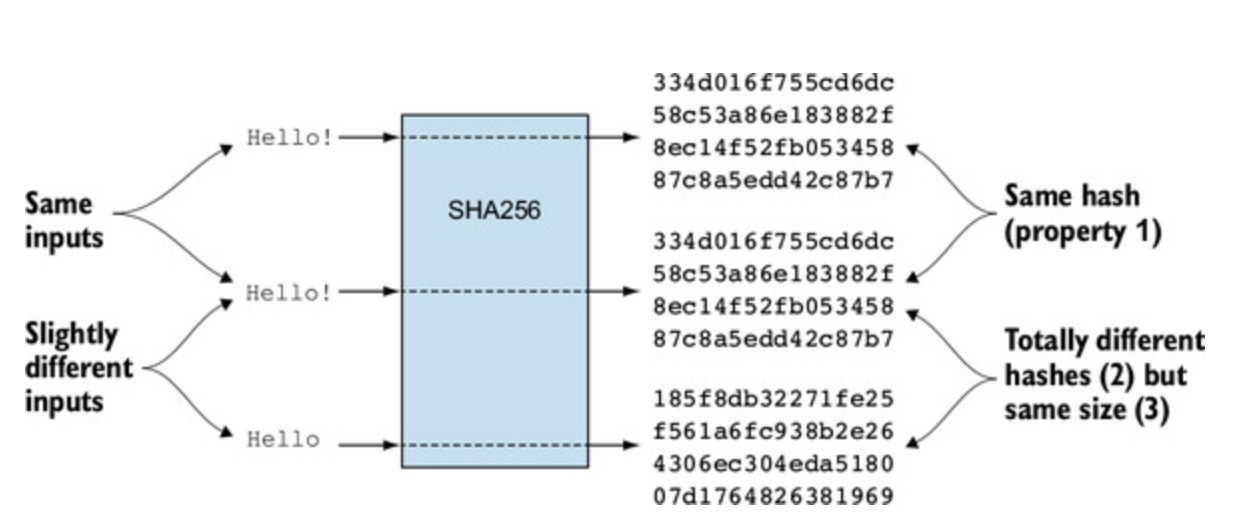 Same
inputs
Slightly
different
inputs
Hello!
Hello!
Hello
SHA256
334d016f755cd6dc
58c53a86e183882f
8ec14f52fb053458
87c8a5edd42c87b7
334d016f755cd6dc
58c53a86e183882f
8ec14f52fb053458
87c8a5edd42c87b7
185f8db32271fe25
f561a6fc938b2e26
4306ec304eda5180
07d1764826381969
Same hash
(property 1)
Totally different
hashes (2) but
same size (3)